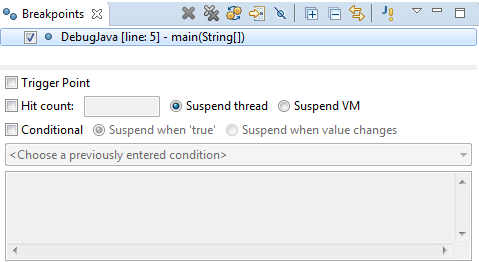 Breakpoints
DebugJava [line: 5] - main(String[])
Trigger Point
Hit count: Suspend thread Suspend VM
Conditional Suspend when 'true' Suspend when value changes
<Choose a previously entered condition>